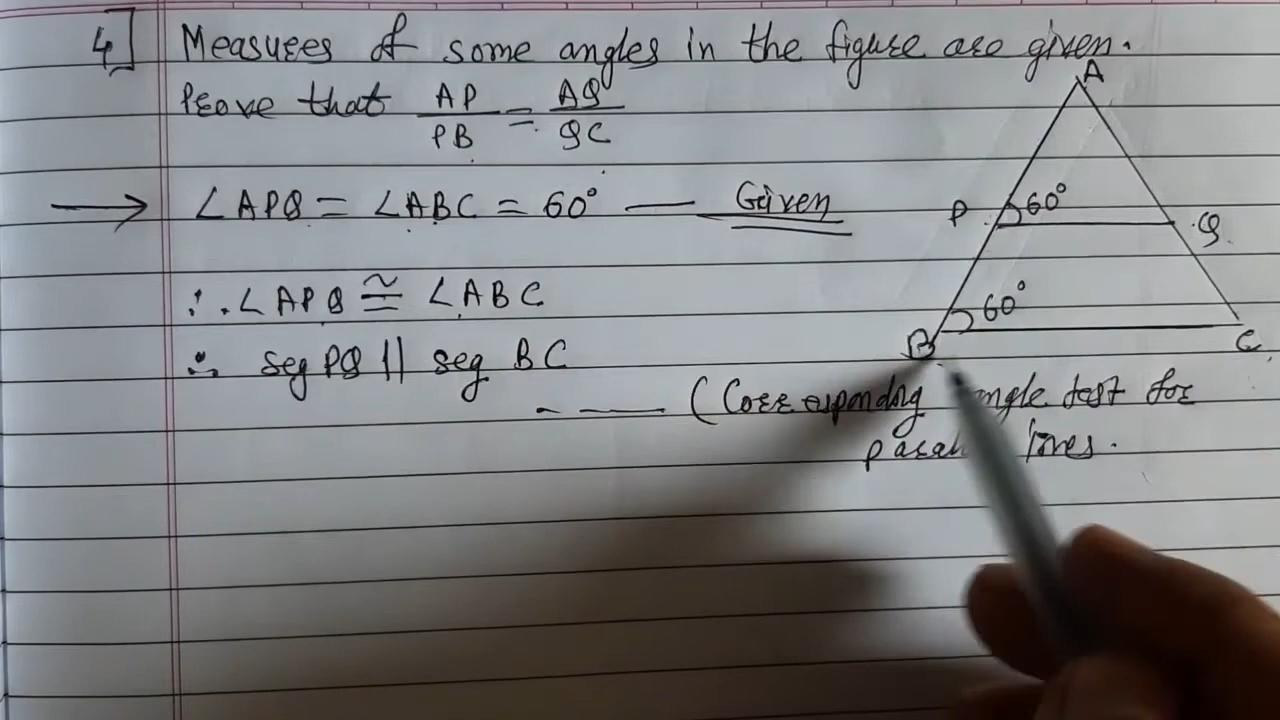 4] Measures of some angles in the figure are given.
Prove that AP/PB = AQ/QC
→ ∠APQ = ∠ABC = 60° — Given
∴ ∠APQ ≅ ∠ABC
∴ seg PQ || seg BC
- — (Corresponding angle test for
lines.
A
P 60° Q
60°
B C